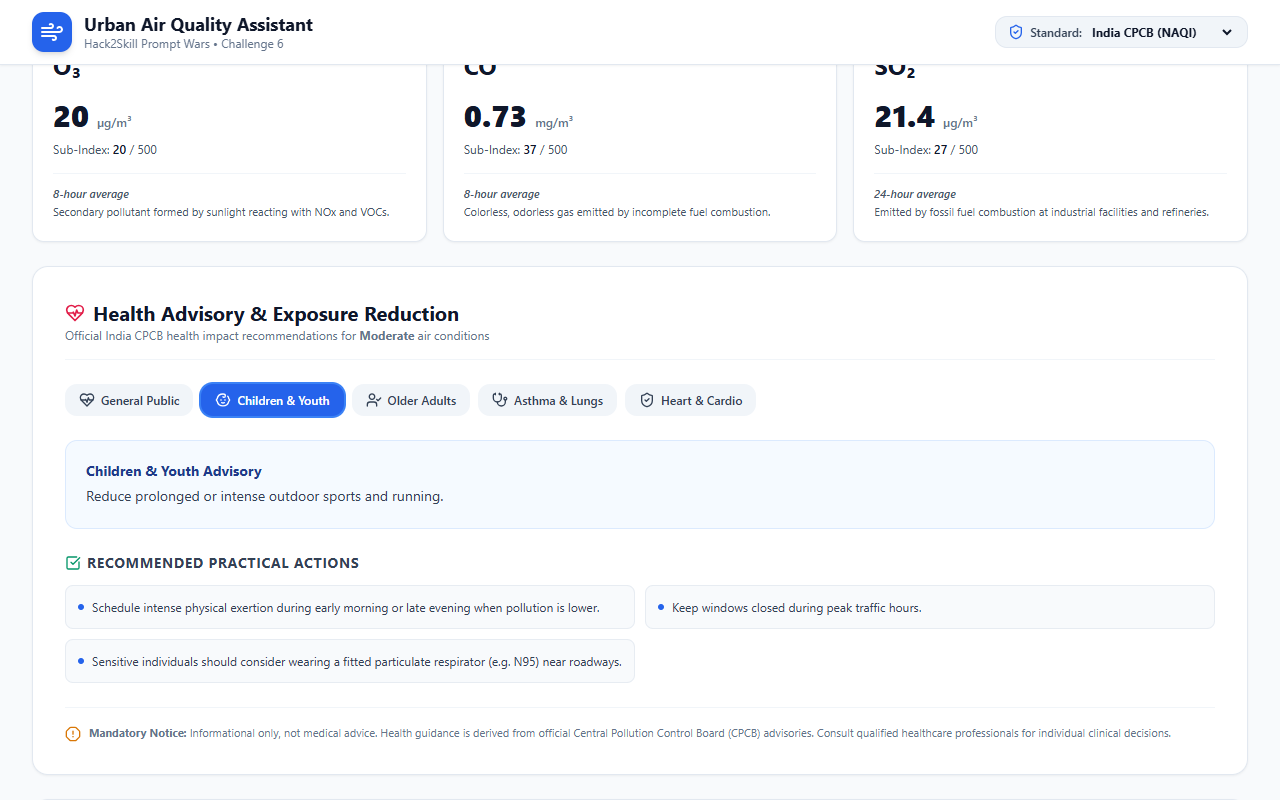 Urban Air Quality Assistant
Hack2Skill Prompt Wars • Challenge 6
Standard: India CPCB (NAQI)
O₃
20 µg/m³
Sub-Index: 20 / 500
8-hour average
Secondary pollutant formed by sunlight reacting with NOx and VOCs.
CO
0.73 mg/m³
Sub-Index: 37 / 500
8-hour average
Colorless, odorless gas emitted by incomplete fuel combustion.
SO₂
21.4 µg/m³
Sub-Index: 27 / 500
24-hour average
Emitted by fossil fuel combustion at industrial facilities and refineries.
Health Advisory & Exposure Reduction
Official India CPCB health impact recommendations for Moderate air conditions
General Public
Children & Youth
Older Adults
Asthma & Lungs
Heart & Cardio
Children & Youth Advisory
Reduce prolonged or intense outdoor sports and running.
RECOMMENDED PRACTICAL ACTIONS
Schedule intense physical exertion during early morning or late evening when pollution is lower.
Keep windows closed during peak traffic hours.
Sensitive individuals should consider wearing a fitted particulate respirator (e.g. N95) near roadways.
Mandatory Notice: Informational only, not medical advice. Health guidance is derived from official Central Pollution Control Board (CPCB) advisories. Consult qualified healthcare professionals for individual clinical decisions.